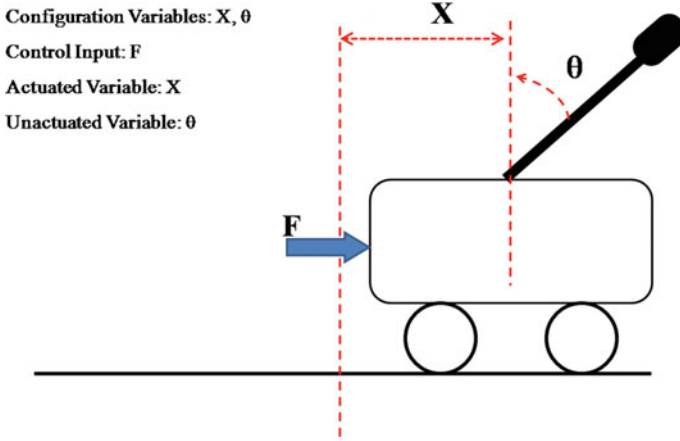 Configuration Variables: X, θ
Control Input: F
Actuated Variable: X
Unactuated Variable: θ
X
θ
F